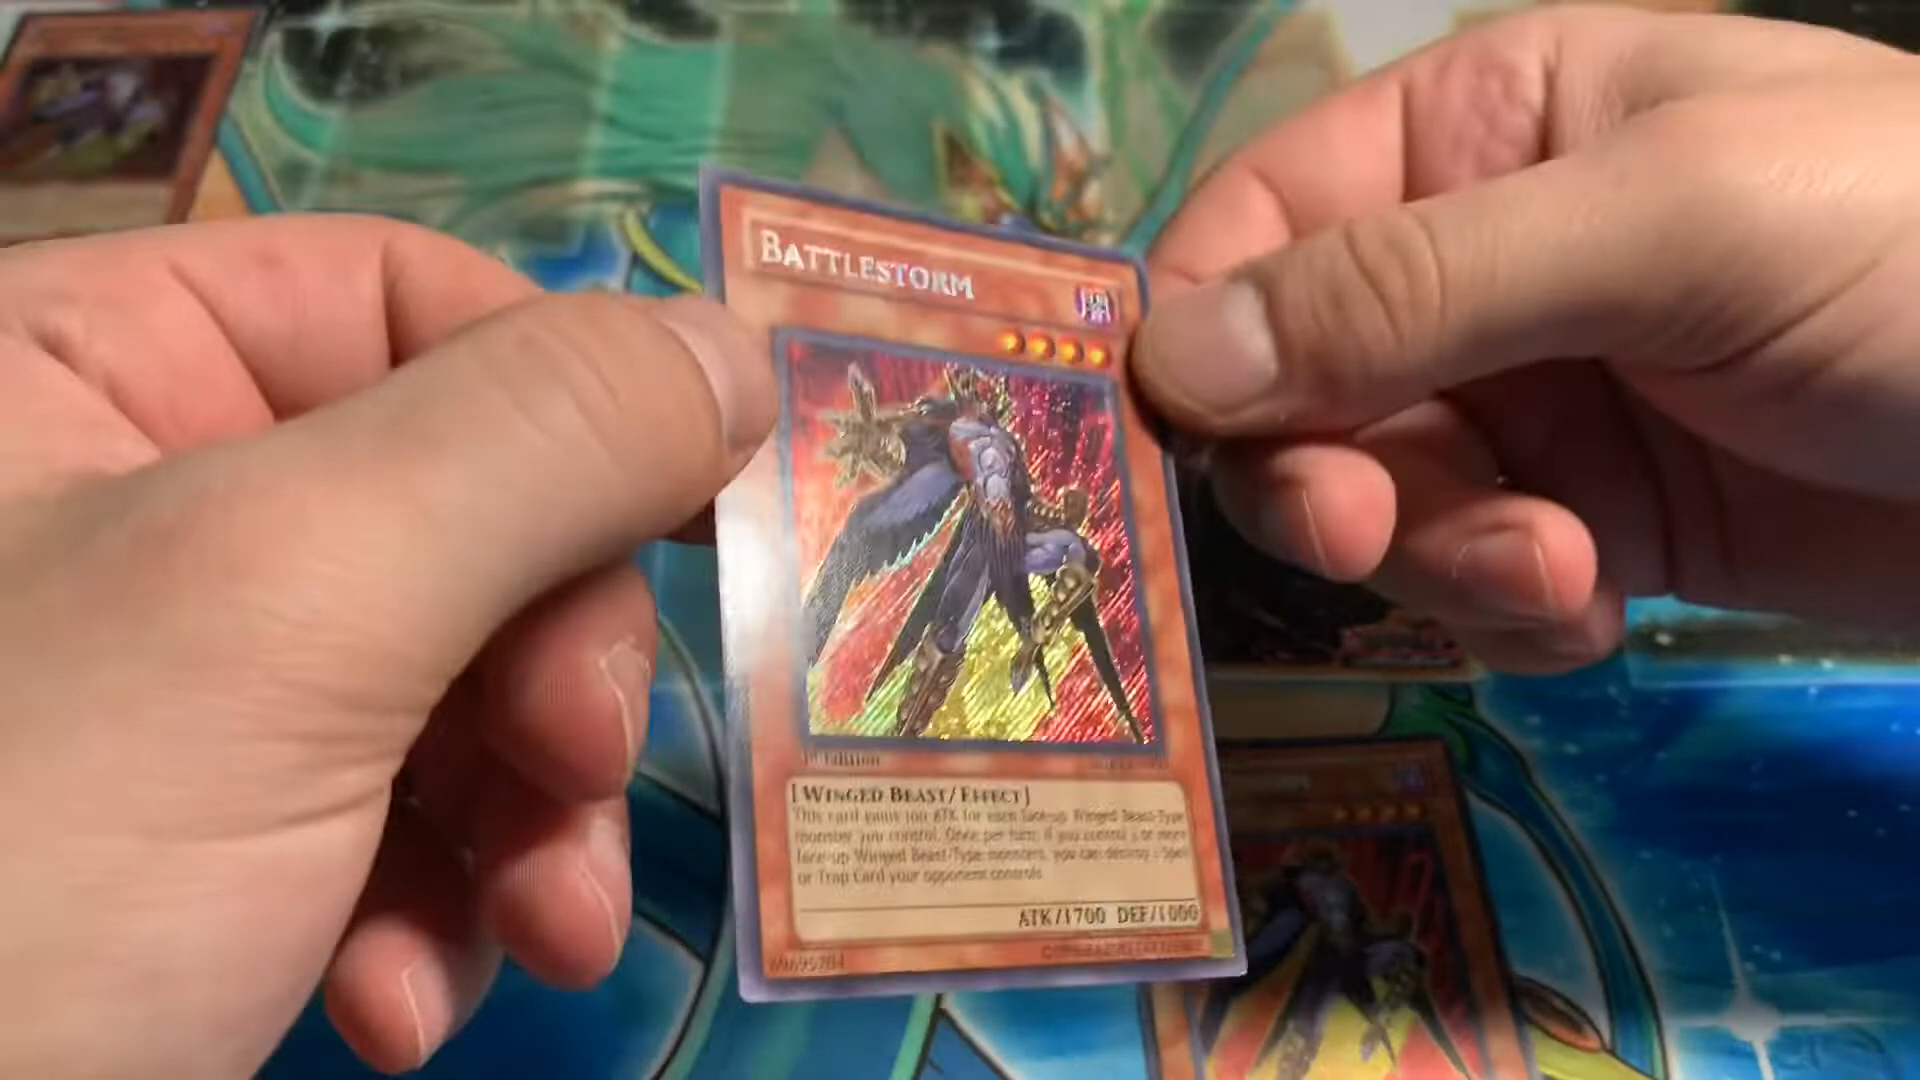 BATTLESTORM
1st Edition
[WINGED BEAST/EFFECT]
This card gains 100 ATK for each face-up Winged Beast-Type
monster you control. Once per turn, if you control 3 or more
face-up Winged Beast-Type monsters, you can destroy 1 Spell
or Trap Card your opponent controls.
ATK/1700 DEF/1000